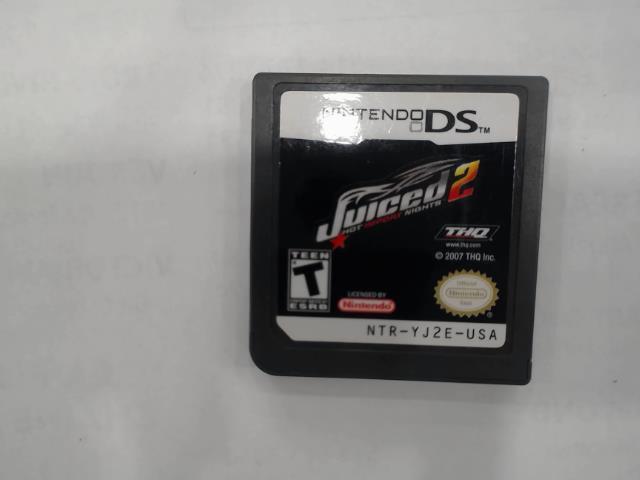 NINTENDO DS™
Juiced 2
HOT IMPORT NIGHTS
THQ
www.thq.com
© 2007 THQ Inc.
TEEN
T
ESRB
LICENSED BY
Nintendo
Official
Nintendo
Seal
®
NTR-YJ2E-USA